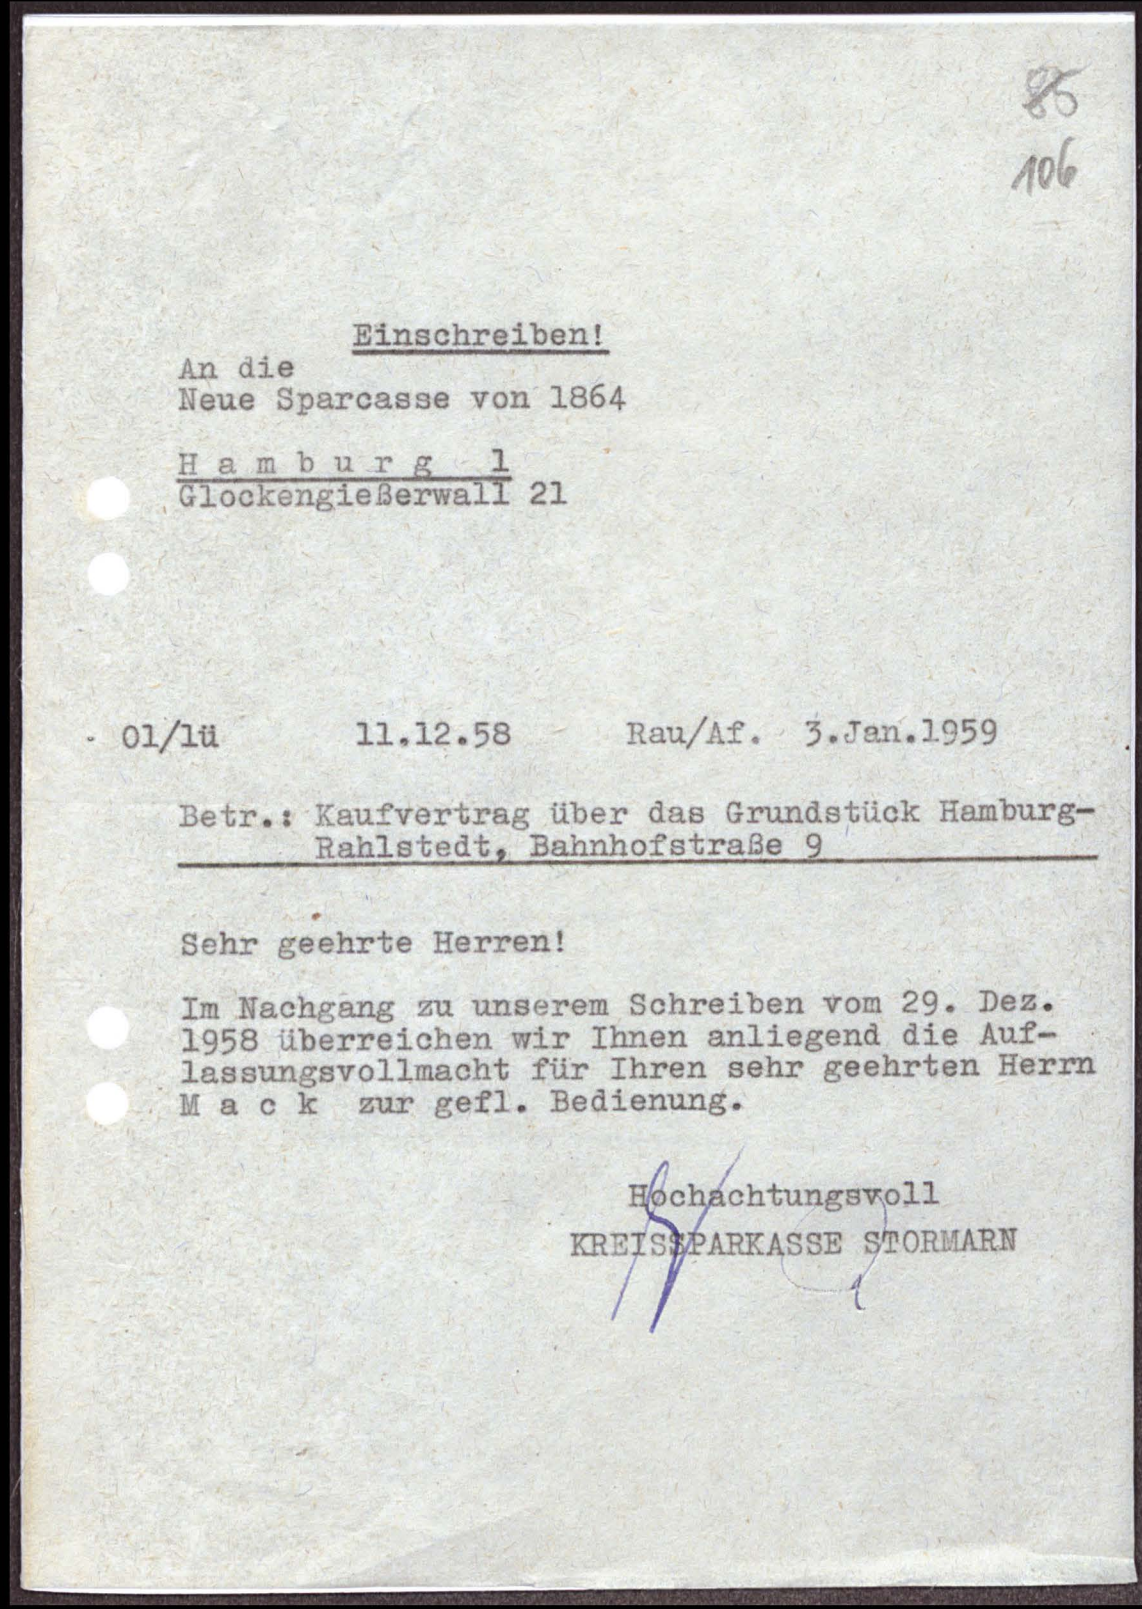 106
Einschreiben!
An die
Neue Sparcasse von 1864
H a m b u r g 1
Glockengießerwall 21
01/lü 11.12.58 Rau/Af. 3.Jan.1959
Betr.: Kaufvertrag über das Grundstück Hamburg-
Rahlstedt, Bahnhofstraße 9
Sehr geehrte Herren!
Im Nachgang zu unserem Schreiben vom 29. Dez.
1958 überreichen wir Ihnen anliegend die Auf-
lassungsvollmacht für Ihren sehr geehrten Herrn
M a c k zur gefl. Bedienung.
Hochachtungsvoll
KREISSPARKASSE STORMARN